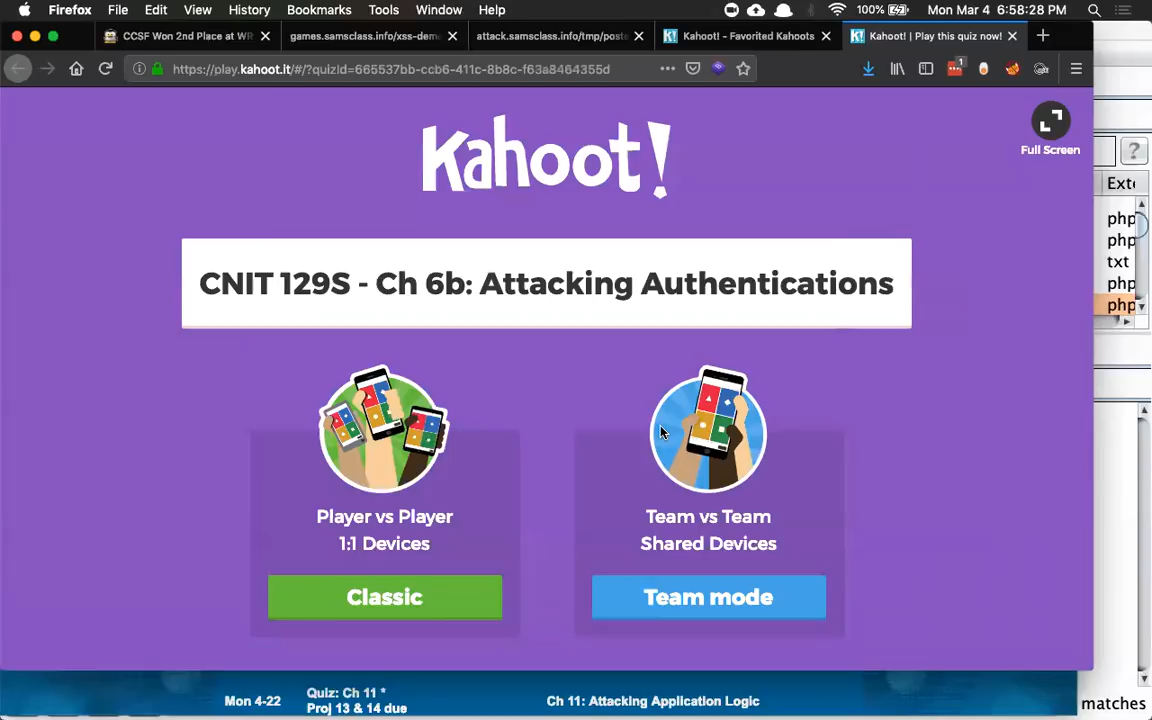 Firefox File Edit View History Bookmarks Tools Window Help 100% Mon Mar 4 6:58:28 PM
CCSF Won 2nd Place at WR games.samsclass.info/xss-dem attack.samsclass.info/tmp/poste Kahoot! - Favorited Kahoots Kahoot! | Play this quiz now!
https://play.kahoot.it/#/?quizId=665537bb-ccb6-411c-8b8c-f63a8464355d 1
Kahoot!
Full Screen
CNIT 129S - Ch 6b: Attacking Authentications
Player vs Player
1:1 Devices
Classic
Team vs Team
Shared Devices
Team mode
?
Exte
php
php
txt
php
php
Mon 4-22 Quiz: Ch 11 * Ch 11: Attacking Application Logic
Proj 13 & 14 due
matches